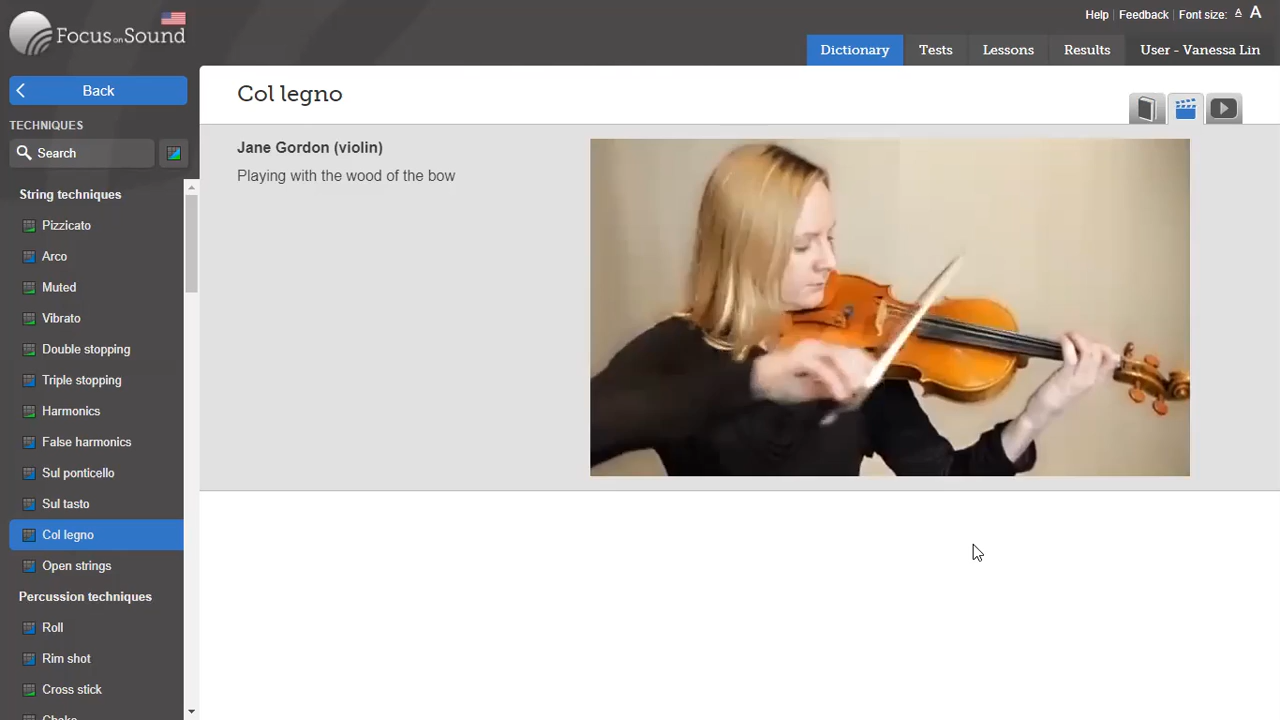 Focus on Sound
Help | Feedback | Font size: A A
Dictionary Tests Lessons Results User - Vanessa Lin
Back
TECHNIQUES
Search
String techniques
Pizzicato
Arco
Muted
Vibrato
Double stopping
Triple stopping
Harmonics
False harmonics
Sul ponticello
Sul tasto
Col legno
Open strings
Percussion techniques
Roll
Rim shot
Cross stick
Col legno
Jane Gordon (violin)
Playing with the wood of the bow